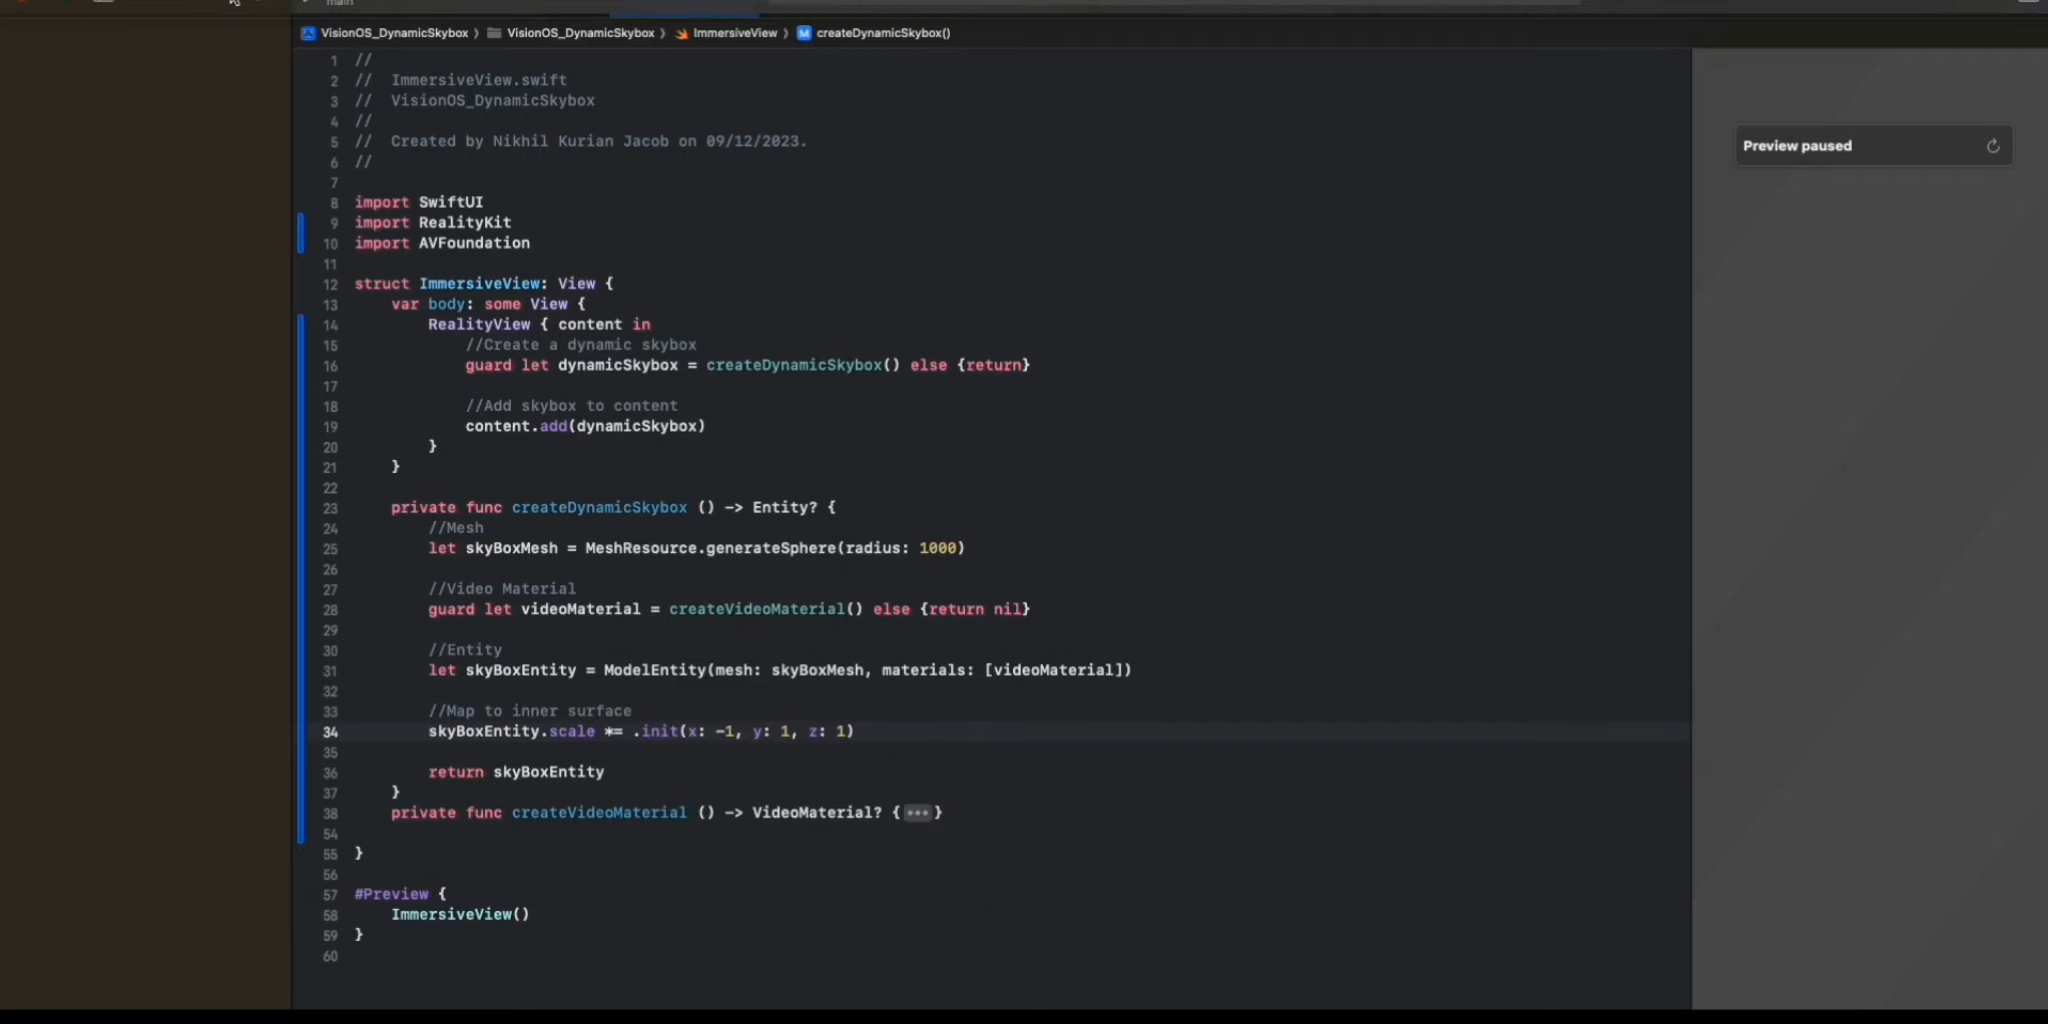 main
VisionOS_DynamicSkybox 〉 VisionOS_DynamicSkybox 〉 ImmersiveView 〉 M createDynamicSkybox()
1 //
2 //  ImmersiveView.swift
3 //  VisionOS_DynamicSkybox
4 //
5 //  Created by Nikhil Kurian Jacob on 09/12/2023.
6 //
7
8 import SwiftUI
9 import RealityKit
10 import AVFoundation
11
12 struct ImmersiveView: View {
13     var body: some View {
14         RealityView { content in
15             //Create a dynamic skybox
16             guard let dynamicSkybox = createDynamicSkybox() else {return}
17
18             //Add skybox to content
19             content.add(dynamicSkybox)
20         }
21     }
22
23     private func createDynamicSkybox () -> Entity? {
24         //Mesh
25         let skyBoxMesh = MeshResource.generateSphere(radius: 1000)
26
27         //Video Material
28         guard let videoMaterial = createVideoMaterial() else {return nil}
29
30         //Entity
31         let skyBoxEntity = ModelEntity(mesh: skyBoxMesh, materials: [videoMaterial])
32
33         //Map to inner surface
34         skyBoxEntity.scale *= .init(x: -1, y: 1, z: 1)
35
36         return skyBoxEntity
37     }
38     private func createVideoMaterial () -> VideoMaterial? {•••}
54
55 }
56
57 #Preview {
58     ImmersiveView()
59 }
60
Preview paused